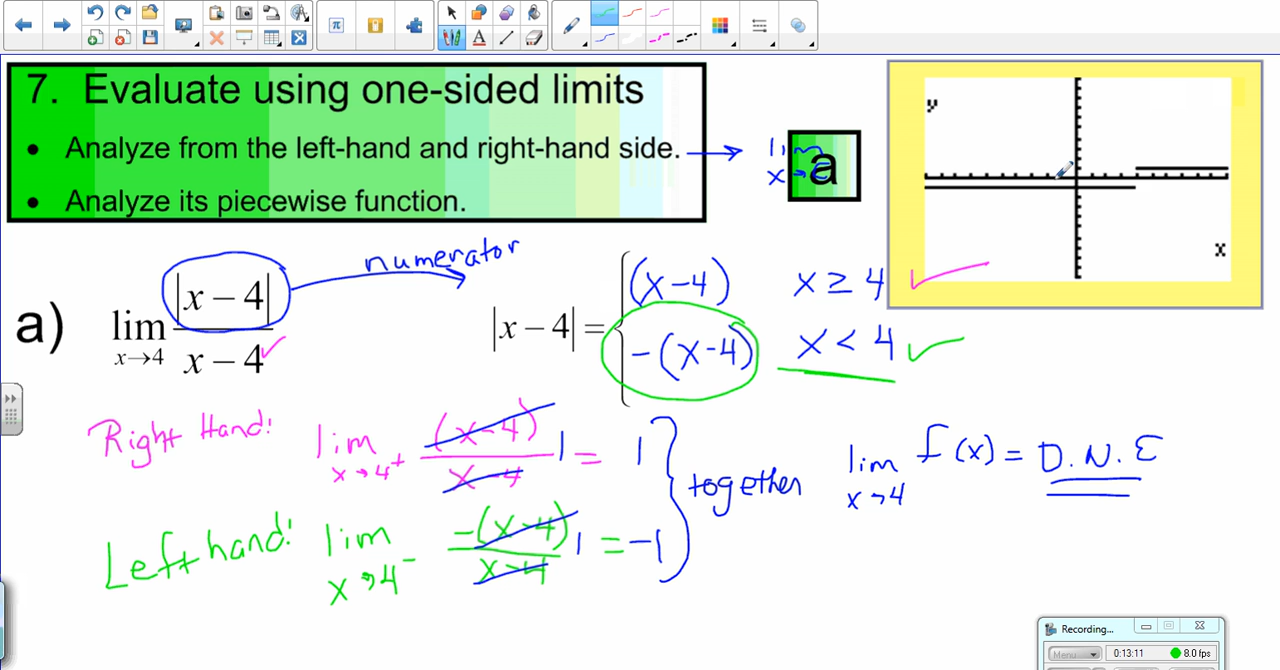 7. Evaluate using one-sided limits
• Analyze from the left-hand and right-hand side. → lim x→c
• Analyze its piecewise function.
a
y
x
numerator
a) lim x→4 |x − 4| / x − 4
|x − 4| = { (x−4) x ≥ 4
−(x−4) x < 4
Right Hand: lim x→4⁺ (x−4)/x−4 1 = 1
together lim x→4 f(x) = D.N.E
Left hand: lim x→4⁻ −(x−4)/x−4 1 = −1
Recording...
Menu 0:13:11 8.0 fps